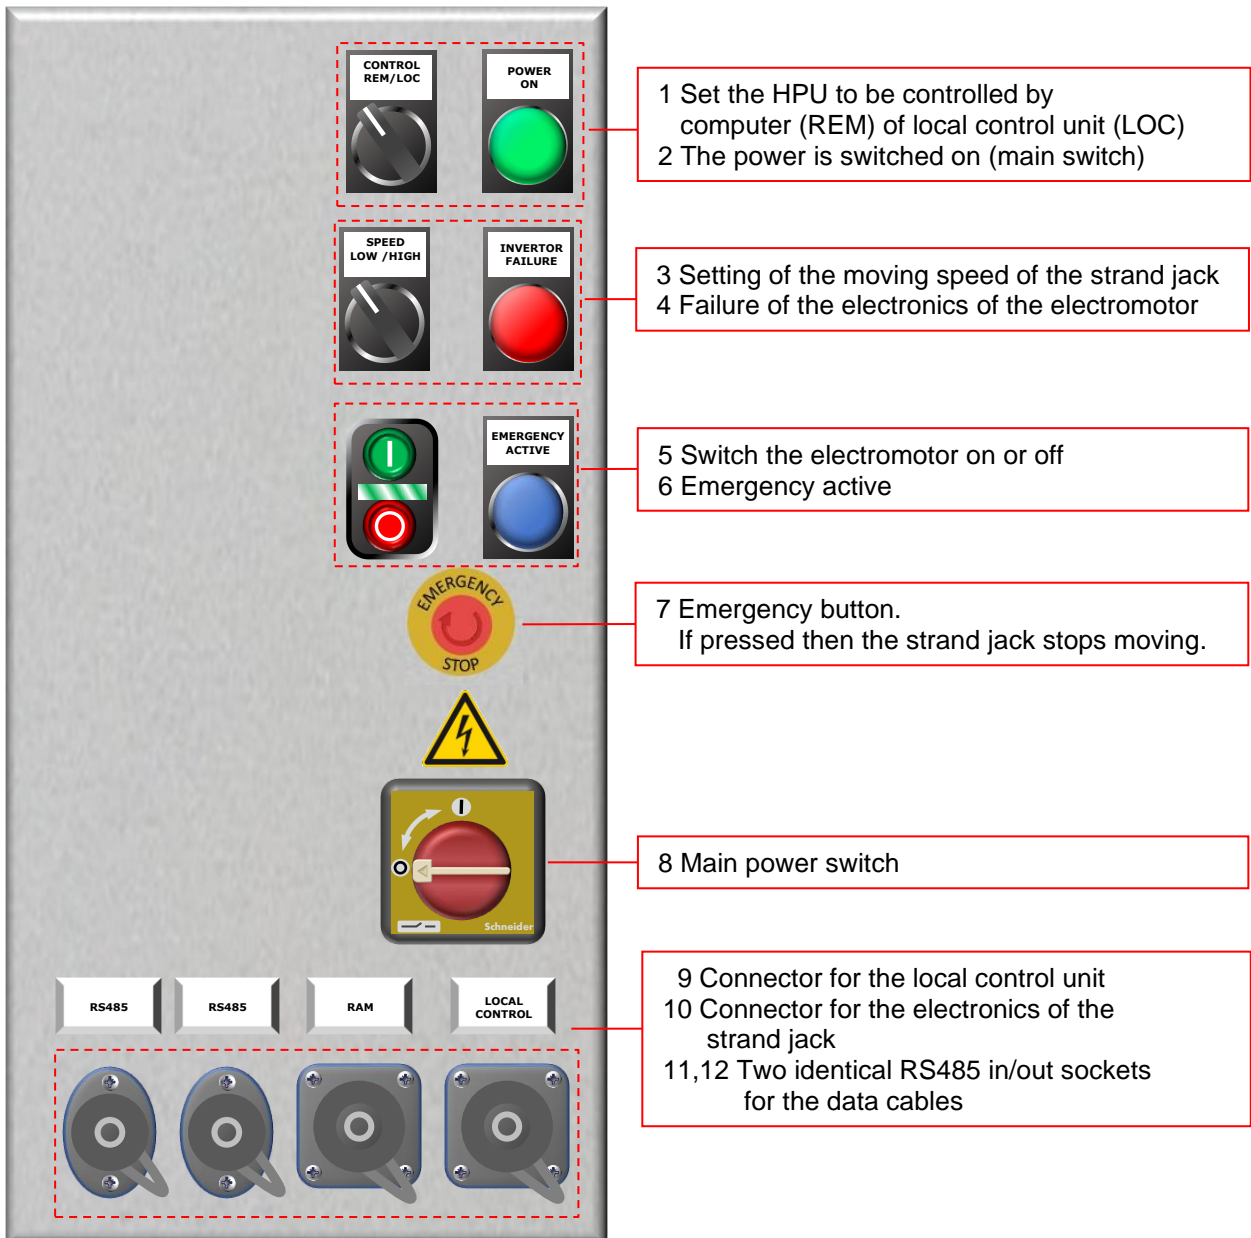 CONTROL
REM/LOC
POWER
ON
1 Set the HPU to be controlled by
computer (REM) of local control unit (LOC)
2 The power is switched on (main switch)
SPEED
LOW /HIGH
INVERTOR
FAILURE
3 Setting of the moving speed of the strand jack
4 Failure of the electronics of the electromotor
EMERGENCY
ACTIVE
5 Switch the electromotor on or off
6 Emergency active
EMERGENCY
STOP
7 Emergency button.
If pressed then the strand jack stops moving.
Schneider
8 Main power switch
RS485
RS485
RAM
LOCAL
CONTROL
9 Connector for the local control unit
10 Connector for the electronics of the
strand jack
11,12 Two identical RS485 in/out sockets
for the data cables